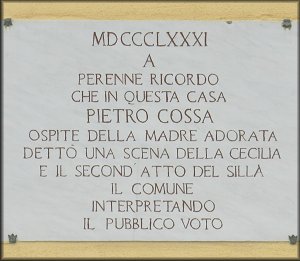 MDCCCLXXXI
A
PERENNE RICORDO
CHE IN QUESTA CASA
PIETRO COSSA
OSPITE DELLA MADRE ADORATA
DETTÒ UNA SCENA DELLA CECILIA
E IL SECOND'ATTO DEL SILLA
IL COMUNE
INTERPRETANDO
IL PUBBLICO VOTO